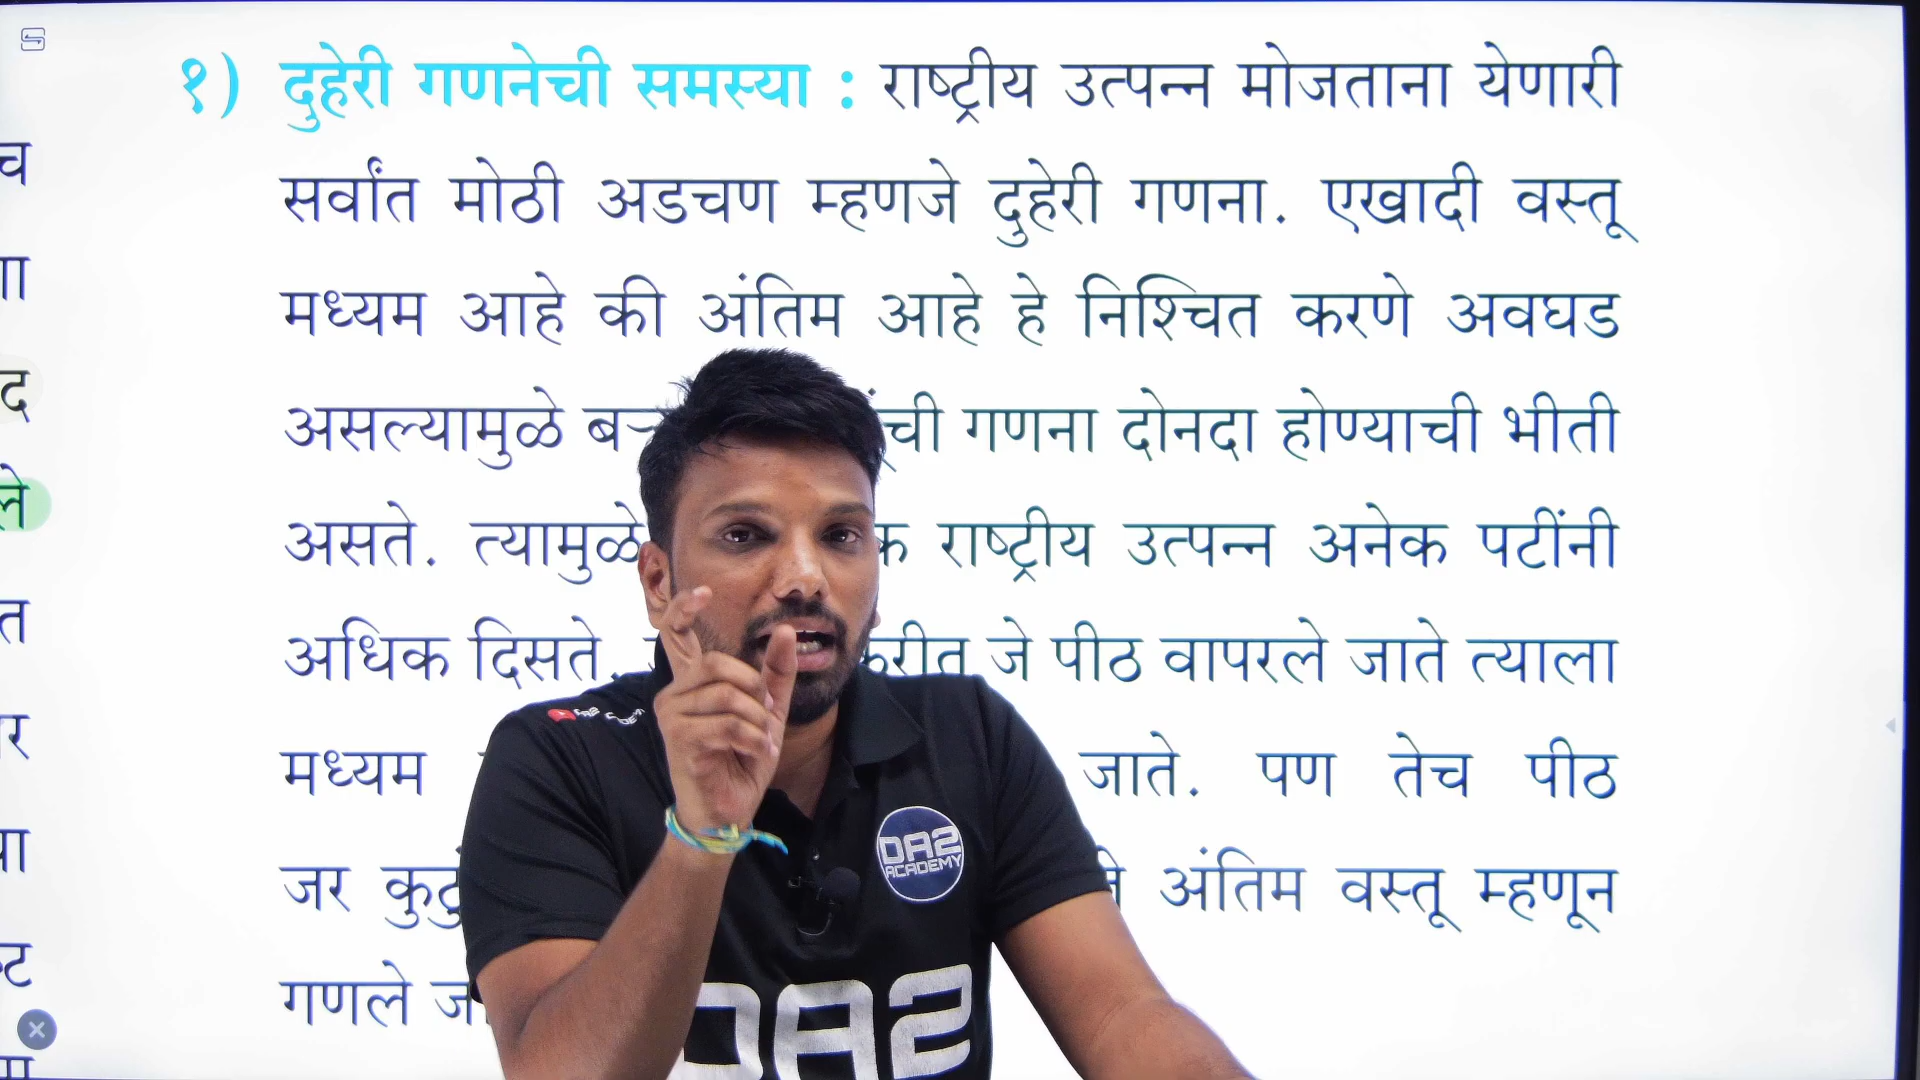 १) दुहेरी गणनेची समस्या : राष्ट्रीय उत्पन्न मोजताना येणारी
सर्वांत मोठी अडचण म्हणजे दुहेरी गणना. एखादी वस्तू
मध्यम आहे की अंतिम आहे हे निश्चित करणे अवघड
असल्यामुळे गणना दोनदा होण्याची भीती
असते. त्यामुळे राष्ट्रीय उत्पन्न अनेक पटींनी
अधिक दिसते. जे पीठ वापरले जाते त्याला
मध्यम जाते. पण तेच पीठ
जर अंतिम वस्तू म्हणून
गणले
DA2
ACADEMY
DA2